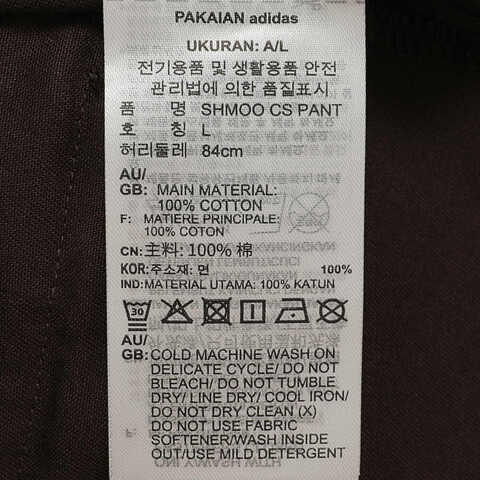 PAKAIAN adidas
UKURAN: A/L
전기용품 및 생활용품 안전
관리법에 의한 품질표시
품 명 SHMOO CS PANT
호 칭 L
허리둘레 84cm
AU/
GB: MAIN MATERIAL:
100% COTTON
F: MATIERE PRINCIPALE:
100% COTON
CN: 主料: 100% 棉
KOR: 주소재: 면 100%
IND: MATERIAL UTAMA: 100% KATUN
30
AU/
GB: COLD MACHINE WASH ON
DELICATE CYCLE/ DO NOT
BLEACH/ DO NOT TUMBLE
DRY/ LINE DRY/ COOL IRON/
DO NOT DRY CLEAN (X)
DO NOT USE FABRIC
SOFTENER/WASH INSIDE
OUT/USE MILD DETERGENT